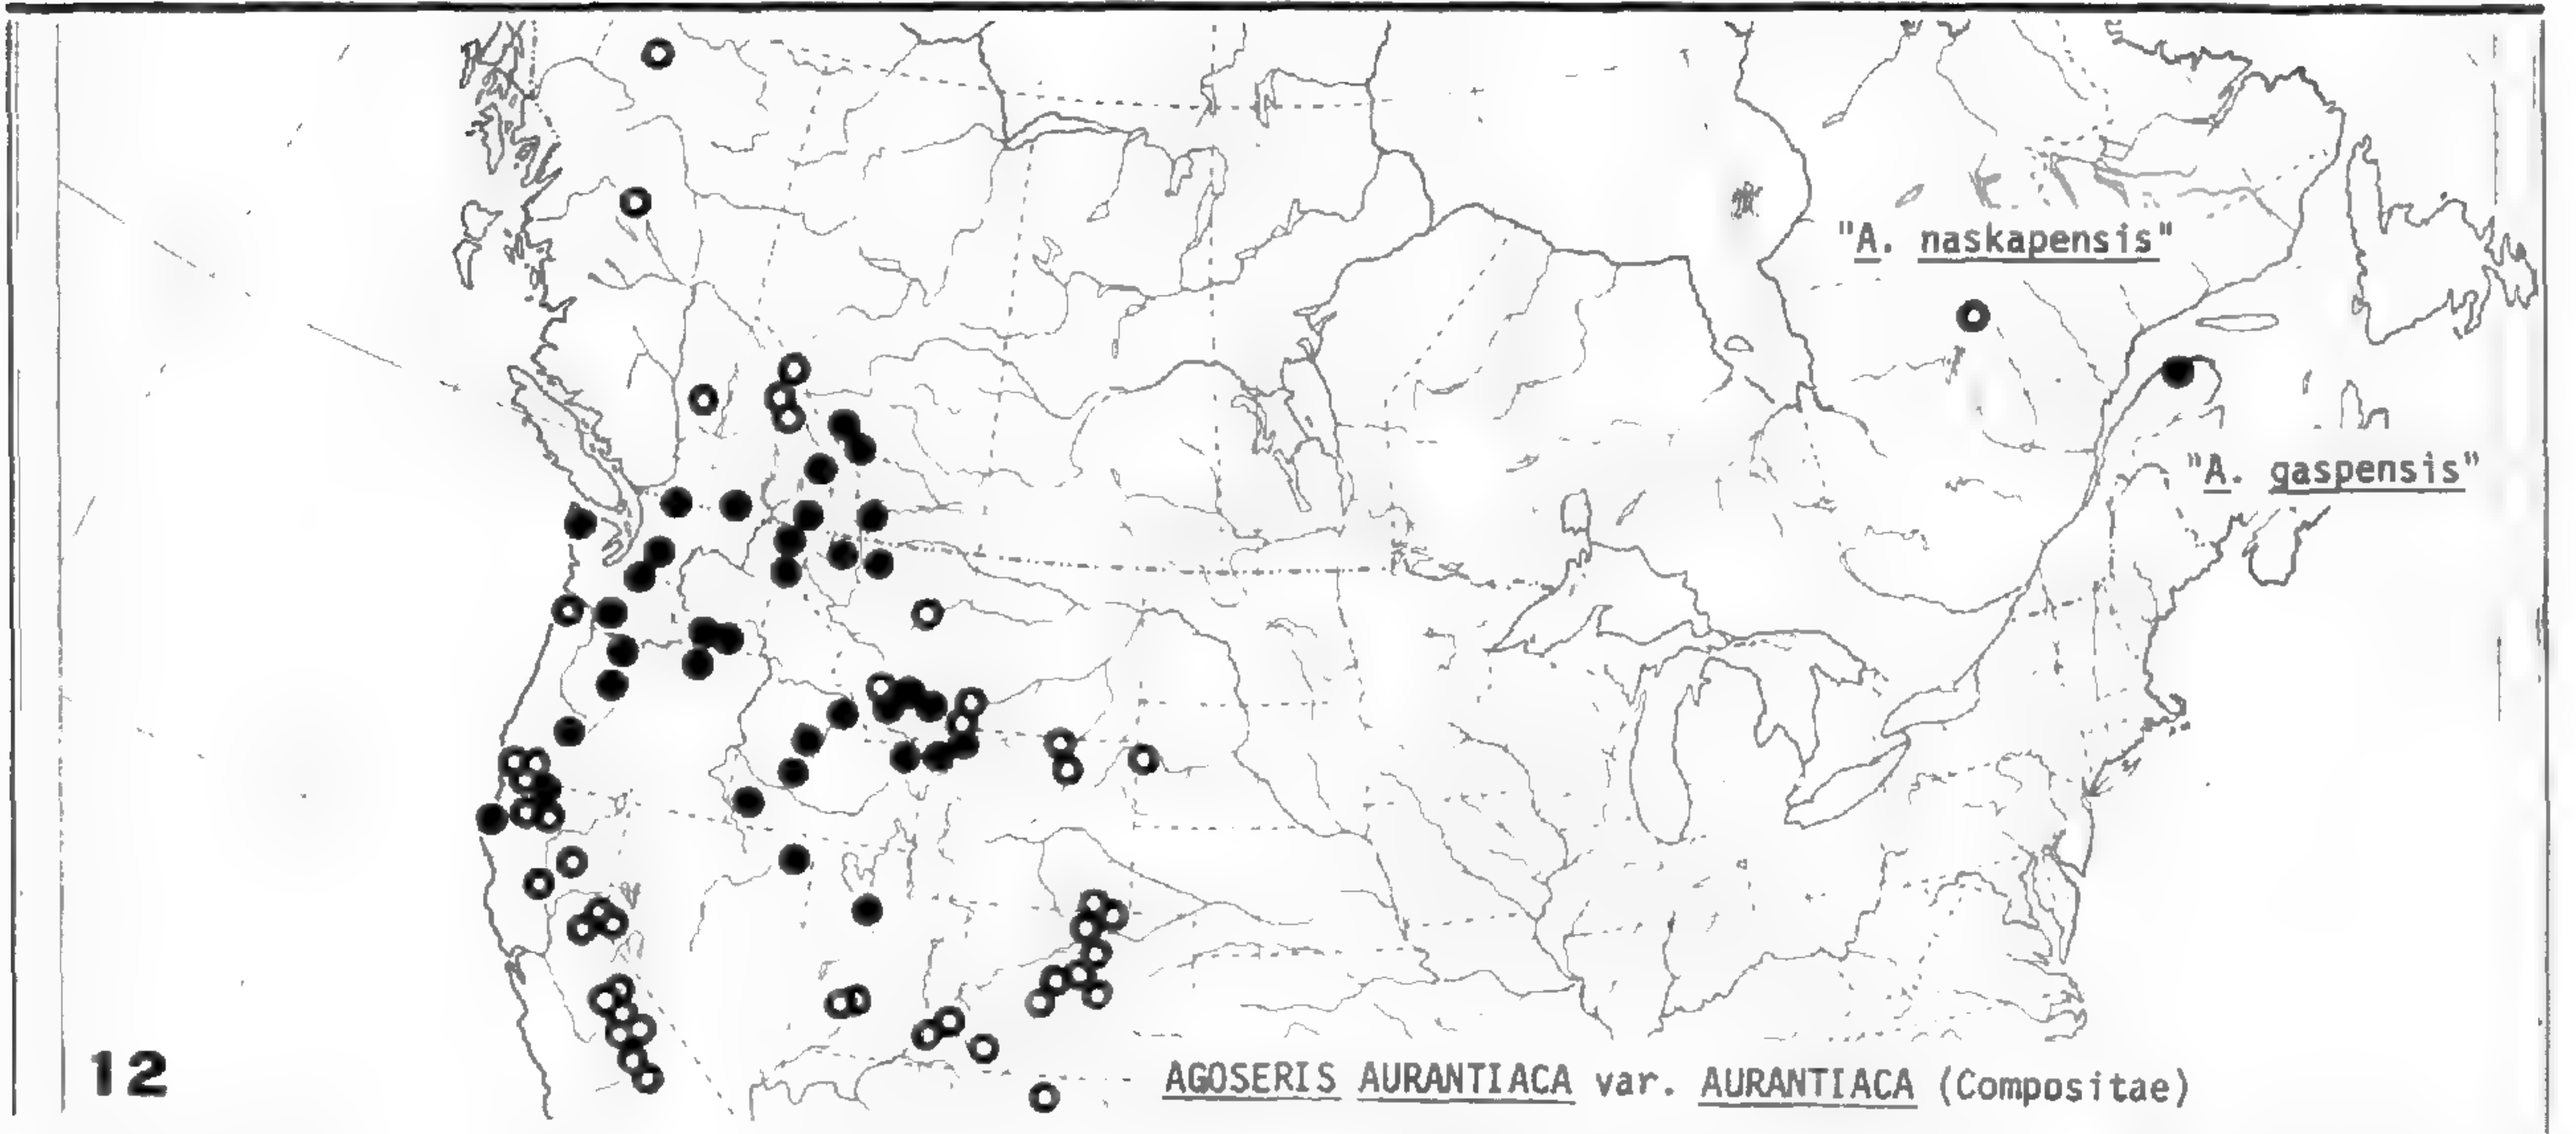 "A. naskapensis"
"A. gaspensis"
12
AGOSERIS AURANTIACA var. AURANTIACA (Compositae)